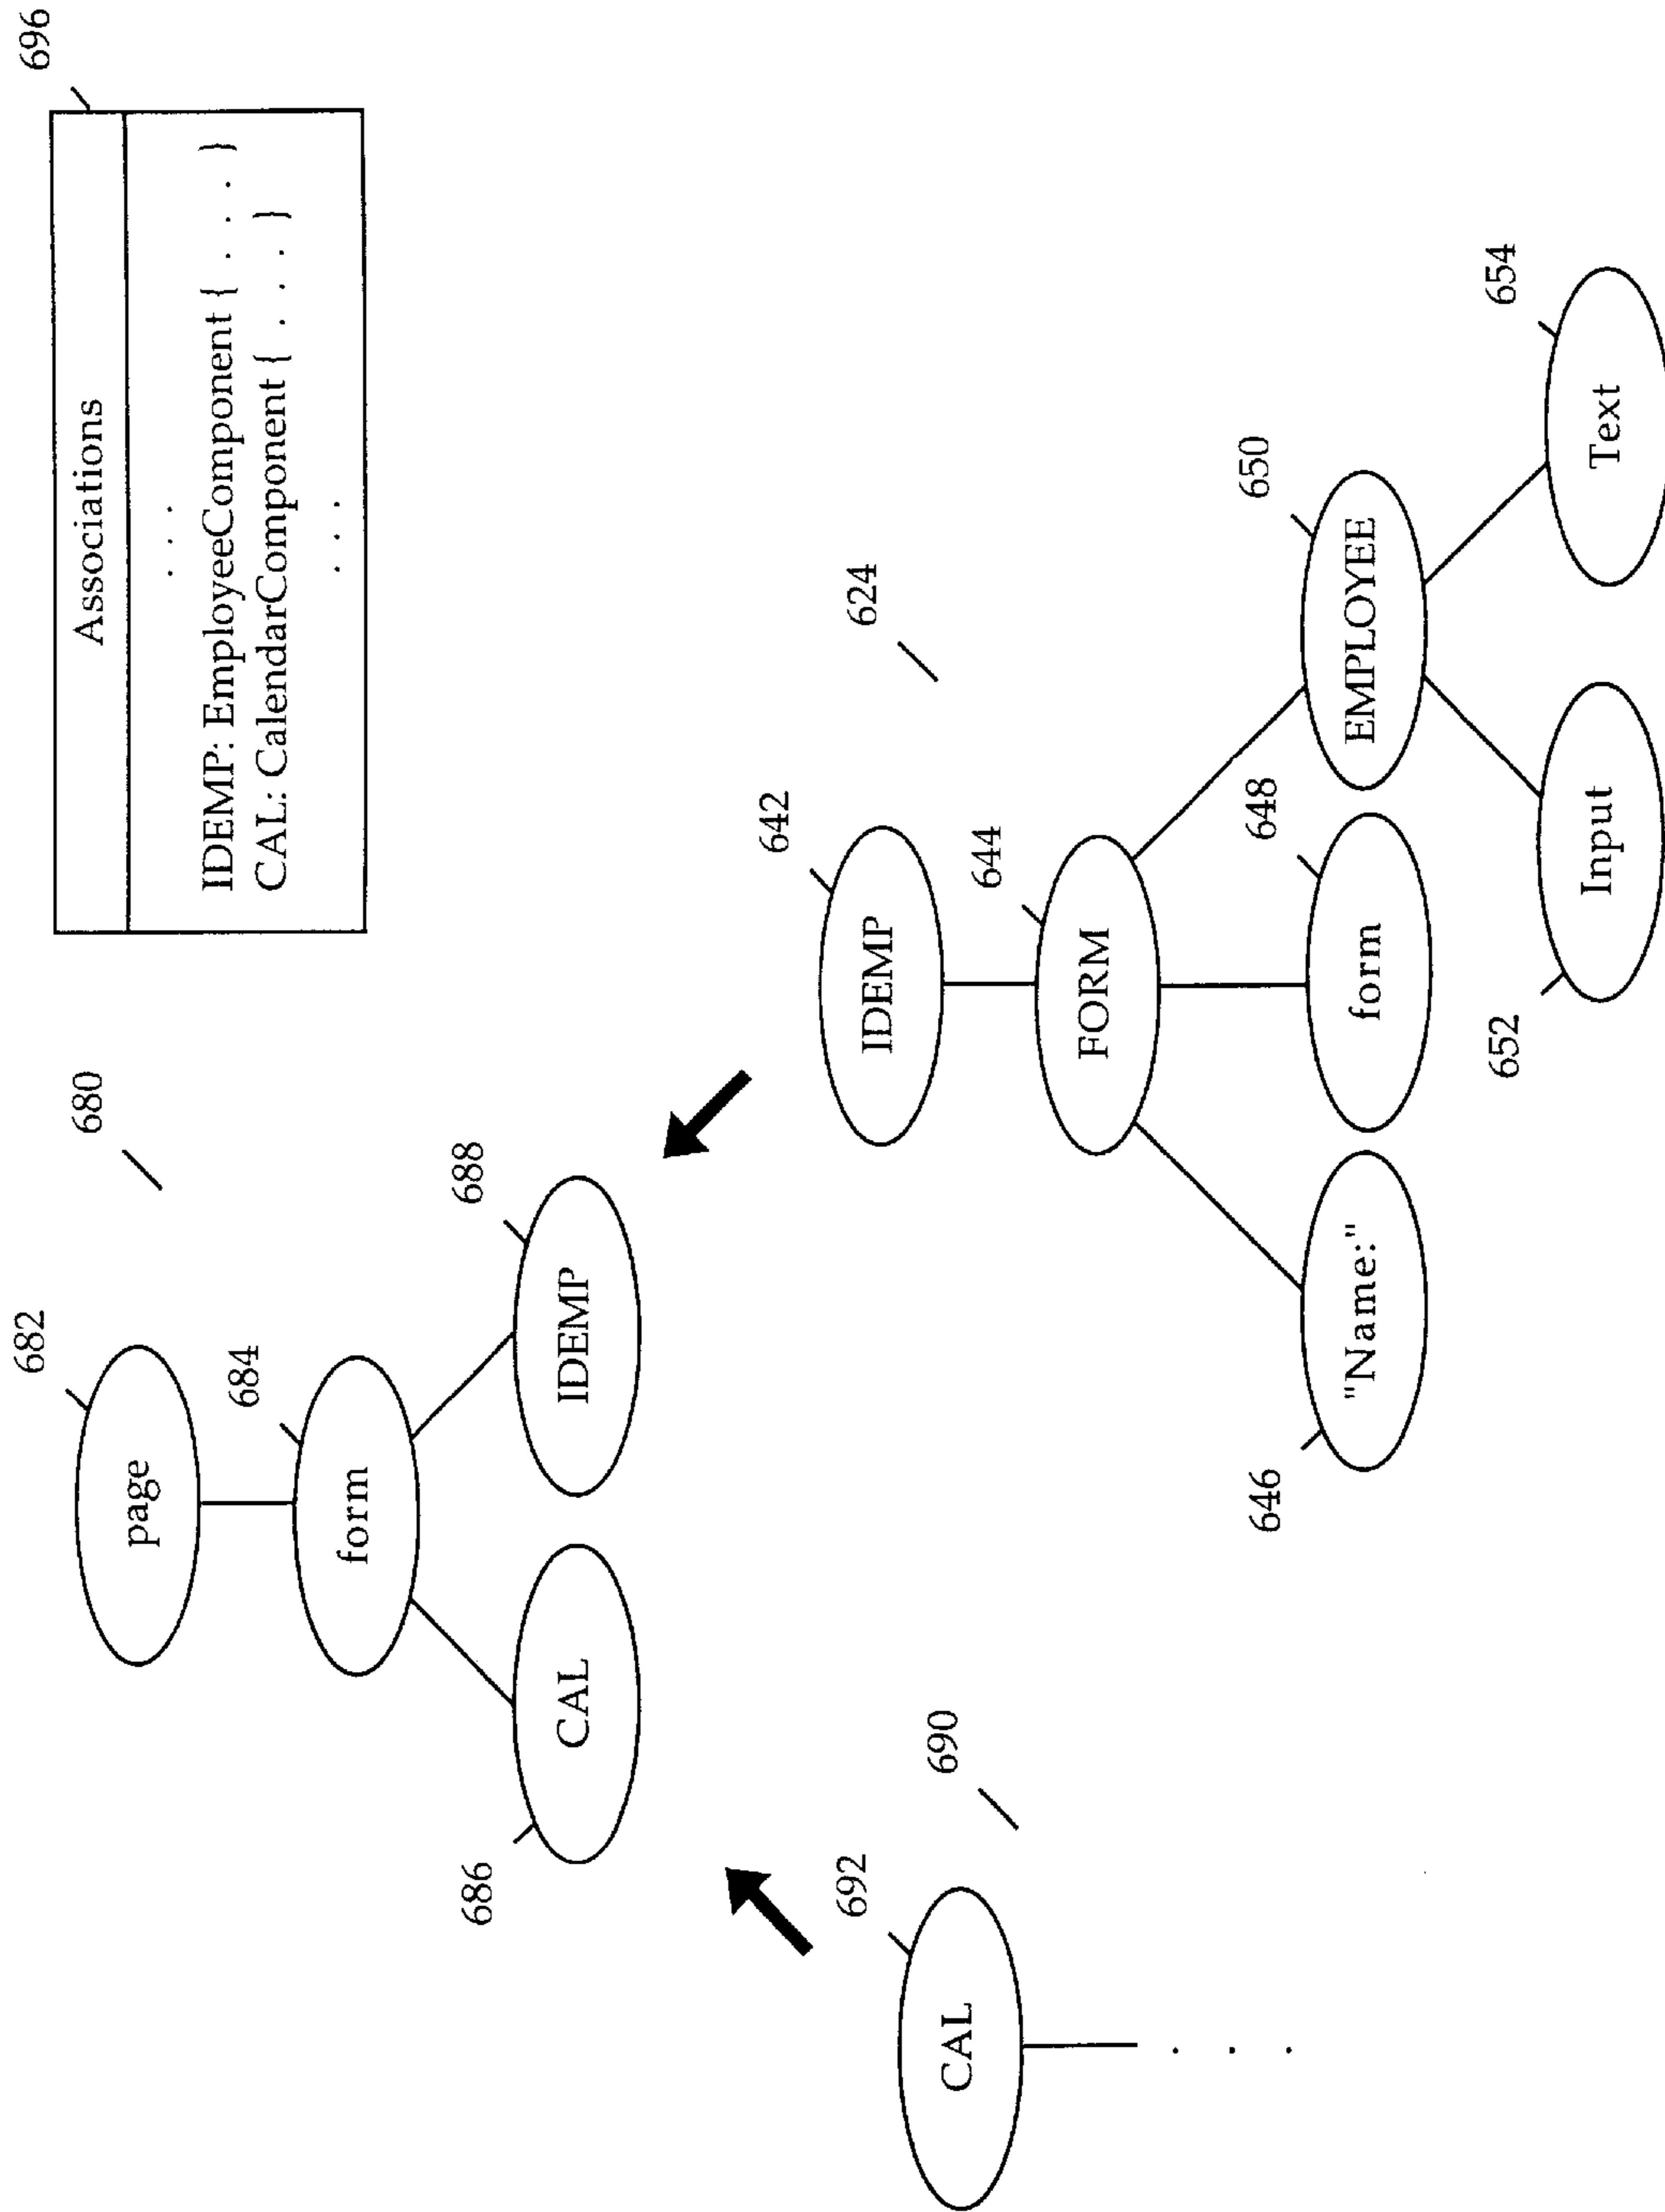 696
Associations
. . .
IDEMP: EmployeeComponent { . . . }
CAL: CalendarComponent { . . . }
. . .
680
682
page
684
form
686
CAL
688
IDEMP
690
692
CAL
. . .
624
642
IDEMP
644
FORM
646
"Name:"
648
form
650
EMPLOYEE
652
Input
654
Text